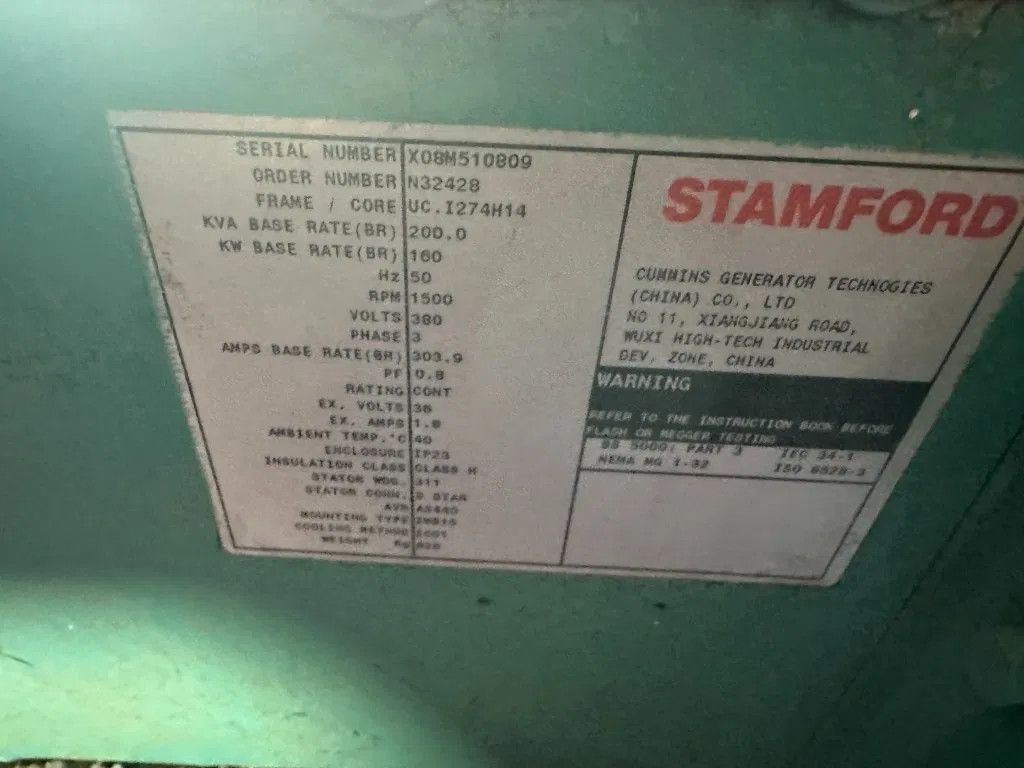 SERIAL NUMBER X08M510809
ORDER NUMBER N32428
FRAME / CORE UC.I274H14
KVA BASE RATE(BR) 200.0
KW BASE RATE(BR) 160
Hz 50
RPM 1500
VOLTS 380
PHASE 3
AMPS BASE RATE(BR) 303.9
PF 0.8
RATING CONT
EX. VOLTS 36
EX. AMPS 1.8
AMBIENT TEMP.°C 40
ENCLOSURE IP23
INSULATION CLASS CLASS H
STATOR WDG. 311
STATOR CONN. STAR
AVR AS440
MOUNTING TYPE
COOLING METHOD
WEIGHT Kg
STAMFORD
CUMMINS GENERATOR TECHNOGIES
(CHINA) CO., LTD
NO 11, XIANGJIANG ROAD,
WUXI HIGH-TECH INDUSTRIAL
DEV, ZONE, CHINA
WARNING
REFER TO THE INSTRUCTION BOOK BEFORE
FLASH OR MEGGER TESTING
BS 5000: PART 3 IEC 34-1
NEMA MG 1-32 ISO 8528-3